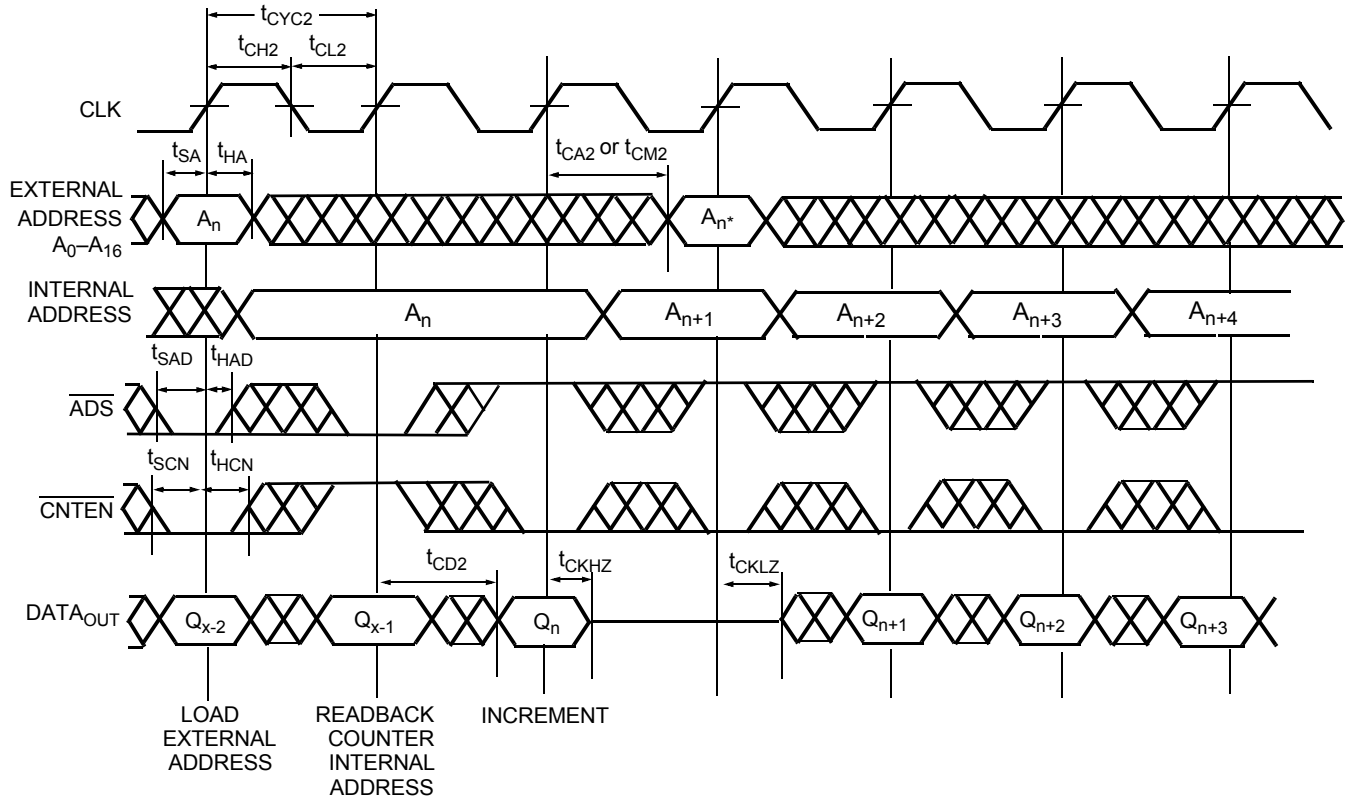 tCYC2
tCH2 tCL2
CLK
tSA tHA tCA2 or tCM2
EXTERNAL
ADDRESS An An*
A0–A16
INTERNAL
ADDRESS An An+1 An+2 An+3 An+4
tSAD tHAD
ADS
tSCN tHCN
CNTEN
tCD2 tCKHZ tCKLZ
DATAOUT Qx-2 Qx-1 Qn Qn+1 Qn+2 Qn+3
LOAD
EXTERNAL
ADDRESS
READBACK
COUNTER
INTERNAL
ADDRESS
INCREMENT